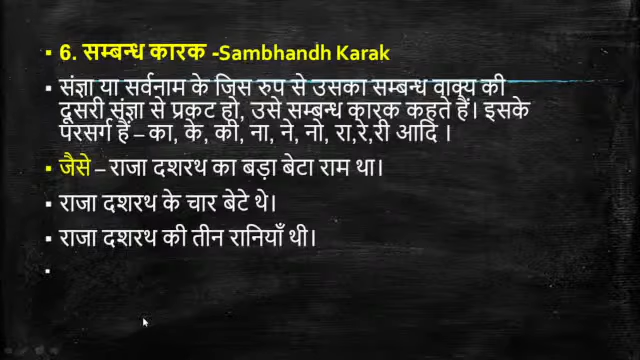 6. सम्बन्ध कारक -Sambhandh Karak
संज्ञा या सर्वनाम के जिस रुप से उसका सम्बन्ध वाक्य की
दूसरी संज्ञा से प्रकट हो, उसे सम्बन्ध कारक कहते हैं। इसके
परसर्ग हैं – का, के, की, ना, ने, नो, रा,रे,री आदि ।
जैसे – राजा दशरथ का बड़ा बेटा राम था।
राजा दशरथ के चार बेटे थे।
राजा दशरथ की तीन रानियाँ थी।